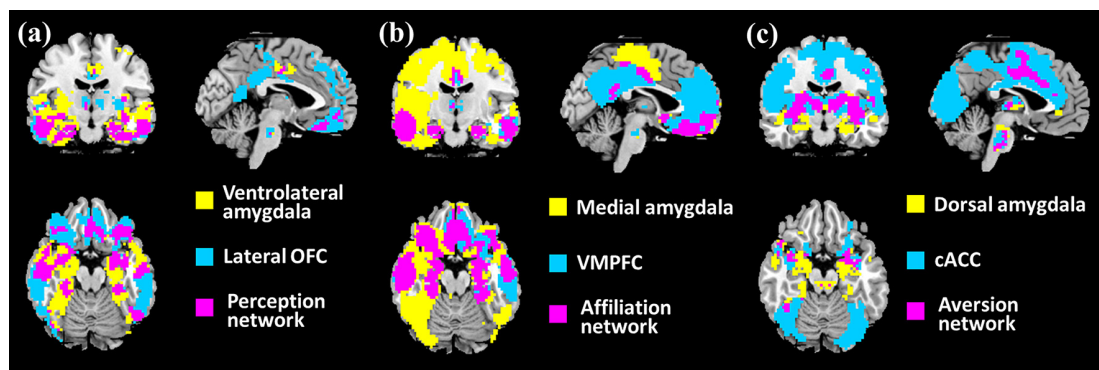 (a)
Ventrolateral
amygdala
Lateral OFC
Perception
network
(b)
Medial amygdala
VMPFC
Affiliation
network
(c)
Dorsal amygdala
cACC
Aversion
network